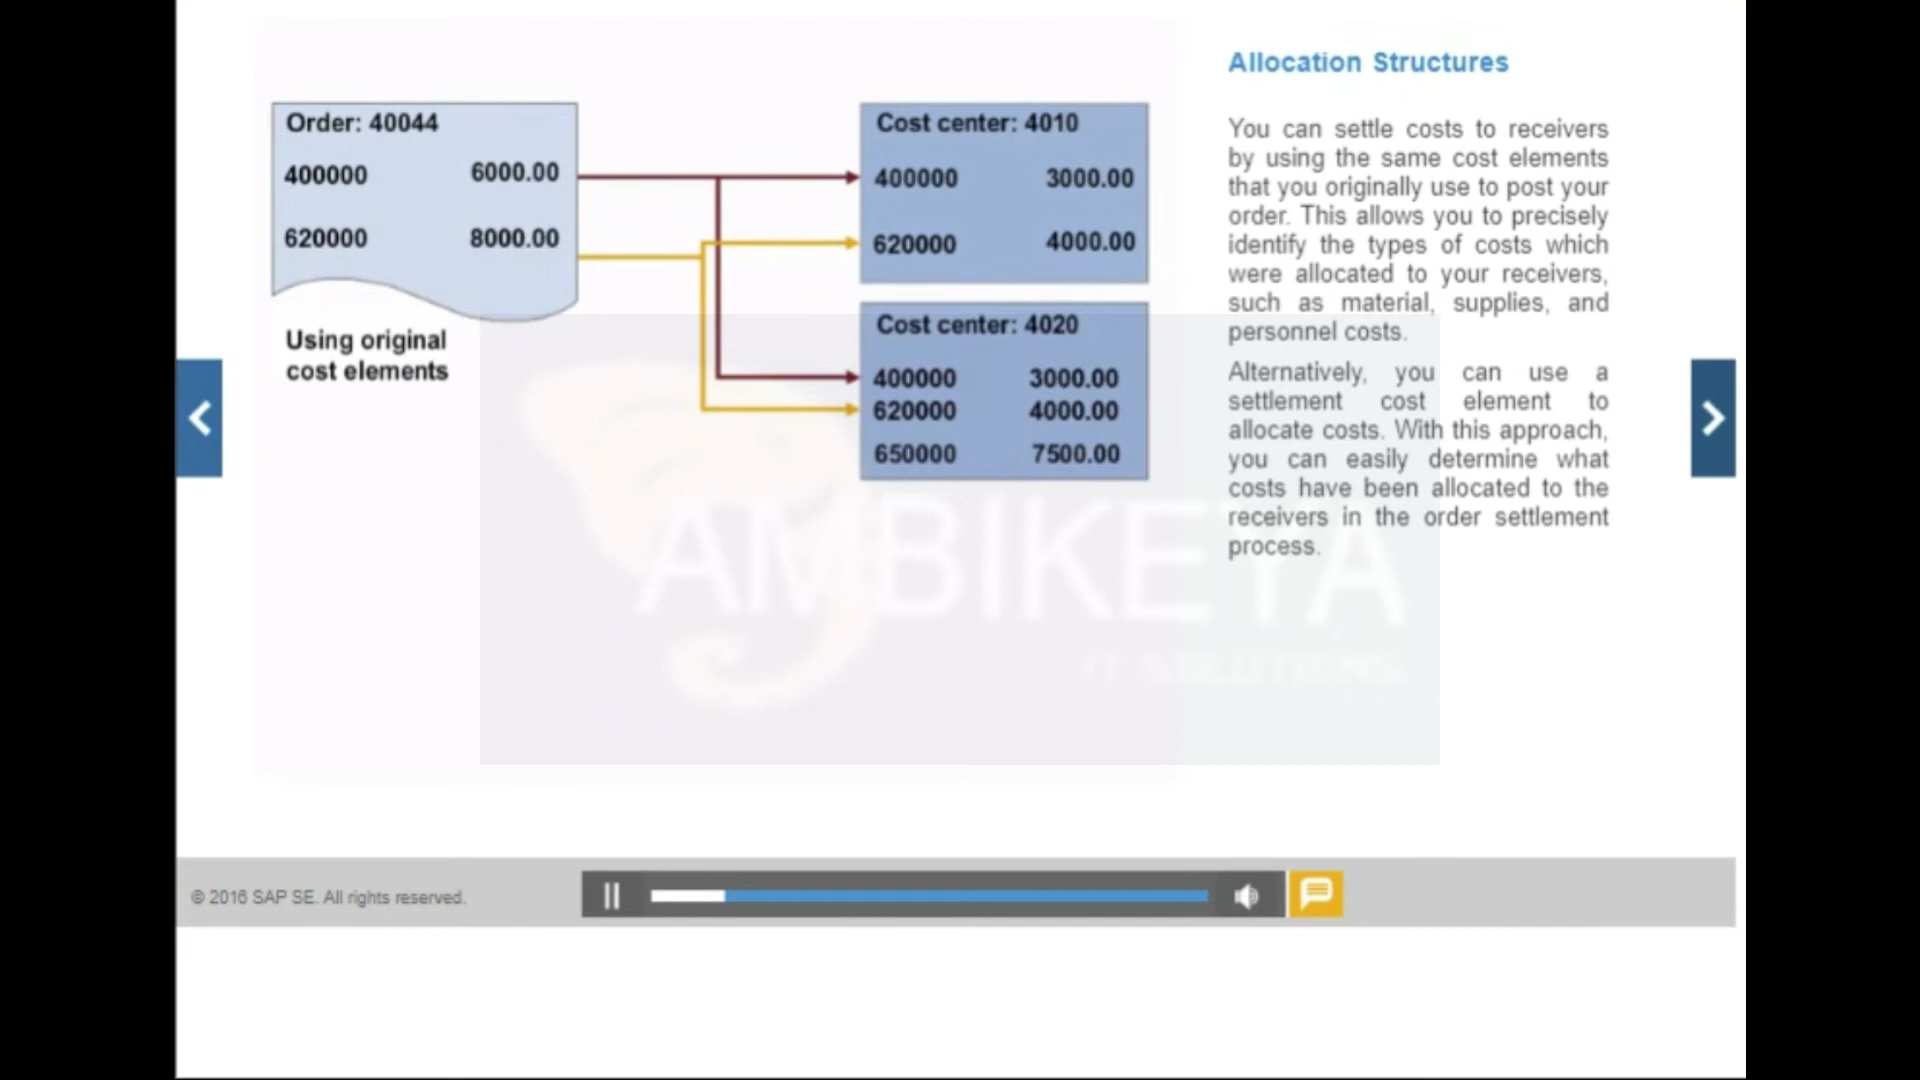 Allocation Structures
Order: 40044
400000 6000.00
620000 8000.00
Using original
cost elements
Cost center: 4010
400000 3000.00
620000 4000.00
Cost center: 4020
400000 3000.00
620000 4000.00
650000 7500.00
You can settle costs to receivers
by using the same cost elements
that you originally use to post your
order. This allows you to precisely
identify the types of costs which
were allocated to your receivers,
such as material, supplies, and
personnel costs.
Alternatively, you can use a
settlement cost element to
allocate costs. With this approach,
you can easily determine what
costs have been allocated to the
receivers in the order settlement
process.
AMBIKEYA
IT SOLUTIONS
© 2016 SAP SE. All rights reserved.